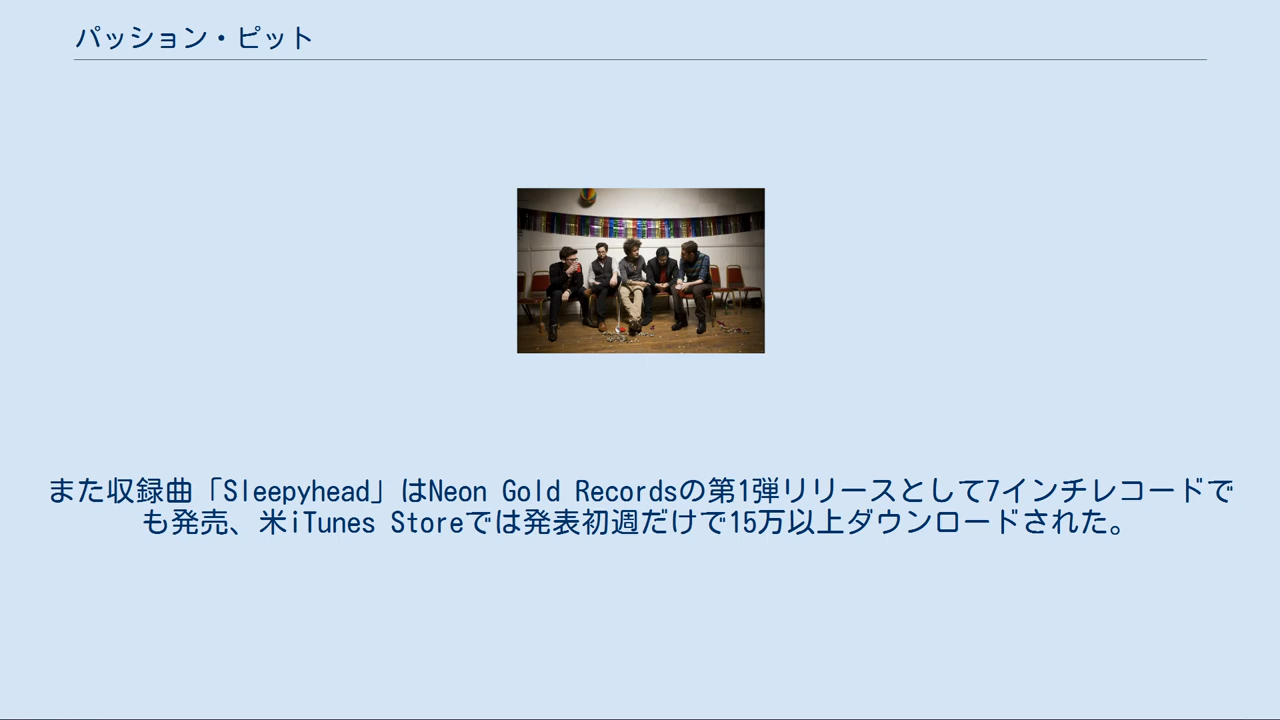 パッション・ピット
また収録曲「Sleepyhead」はNeon Gold Recordsの第1弾リリースとして7インチレコードで
も発売、米iTunes Storeでは発表初週だけで15万以上ダウンロードされた。